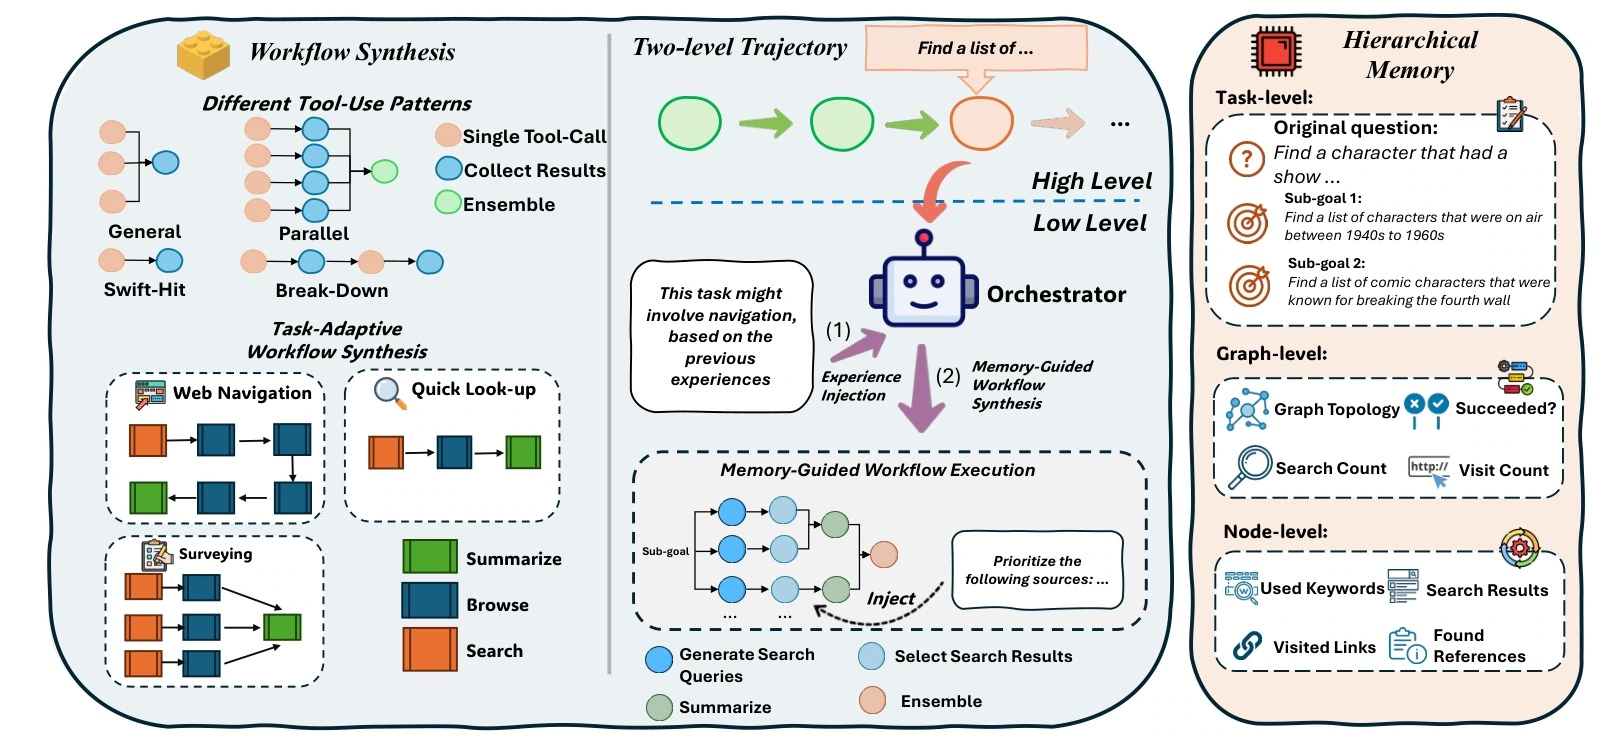 Workflow Synthesis
Different Tool-Use Patterns
Single Tool-Call
Collect Results
Ensemble
General
Parallel
Swift-Hit
Break-Down
Task-Adaptive
Workflow Synthesis
Web Navigation
Quick Look-up
Surveying
Summarize
Browse
Search
Two-level Trajectory
Find a list of ...
...
High Level
Low Level
This task might
involve navigation,
based on the
previous
experiences
(1)
Experience
Injection
Orchestrator
(2)
Memory-Guided
Workflow
Synthesis
Memory-Guided Workflow Execution
Sub-goal
... ...
Inject
Prioritize the
following sources: ...
Generate Search
Queries
Select Search Results
Summarize
Ensemble
Hierarchical
Memory
Task-level:
Original question:
?
Find a character that had a
show ...
Sub-goal 1:
Find a list of characters that were on air
between 1940s to 1960s
Sub-goal 2:
Find a list of comic characters that were
known for breaking the fourth wall
Graph-level:
Graph Topology
Succeeded?
Search Count
http://
Visit Count
Node-level:
W
Used Keywords
Search Results
Visited Links
i
Found
References